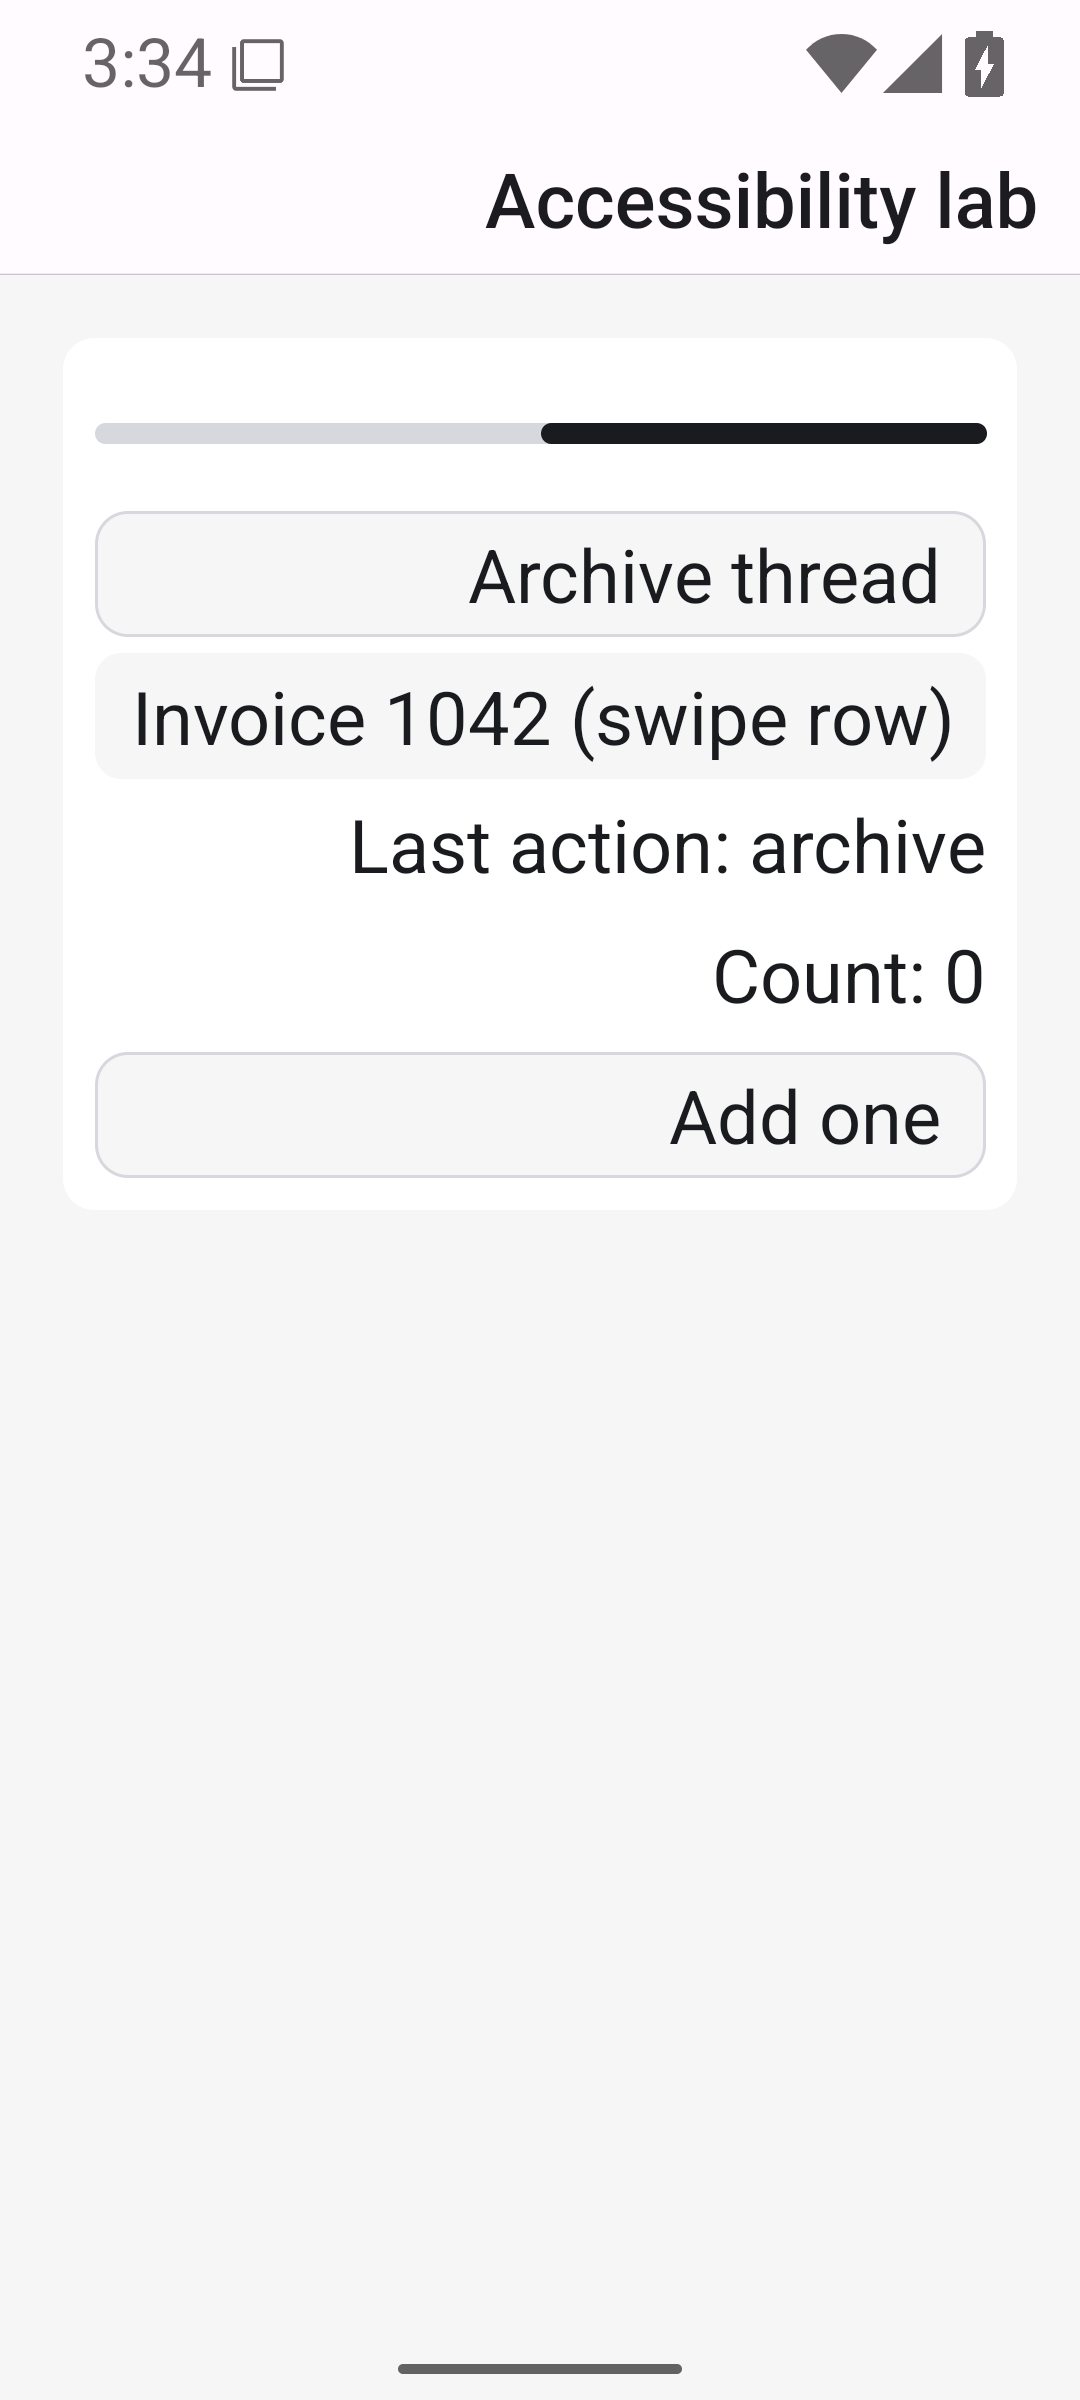 3:34
Accessibility lab
Archive thread
Invoice 1042 (swipe row)
Last action: archive
Count: 0
Add one